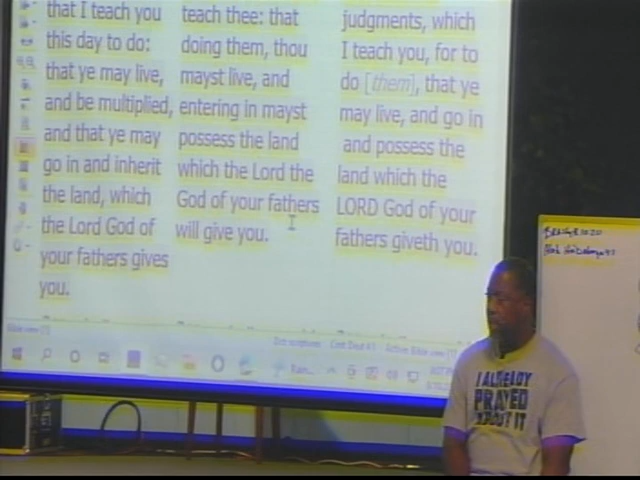 that I teach you
this day to do:
that ye may live,
and be multiplied,
and that ye may
go in and inherit
the land, which
the Lord God of
your fathers gives
you.
teach thee: that
doing them, thou
mayst live, and
entering in mayst
possess the land
which the Lord the
God of your fathers
will give you.
judgments, which
I teach you, for to
do [them], that ye
may live, and go in
and possess the
land which the
LORD God of your
fathers giveth you.
I ALREADY
PRAYED
ABOUT IT